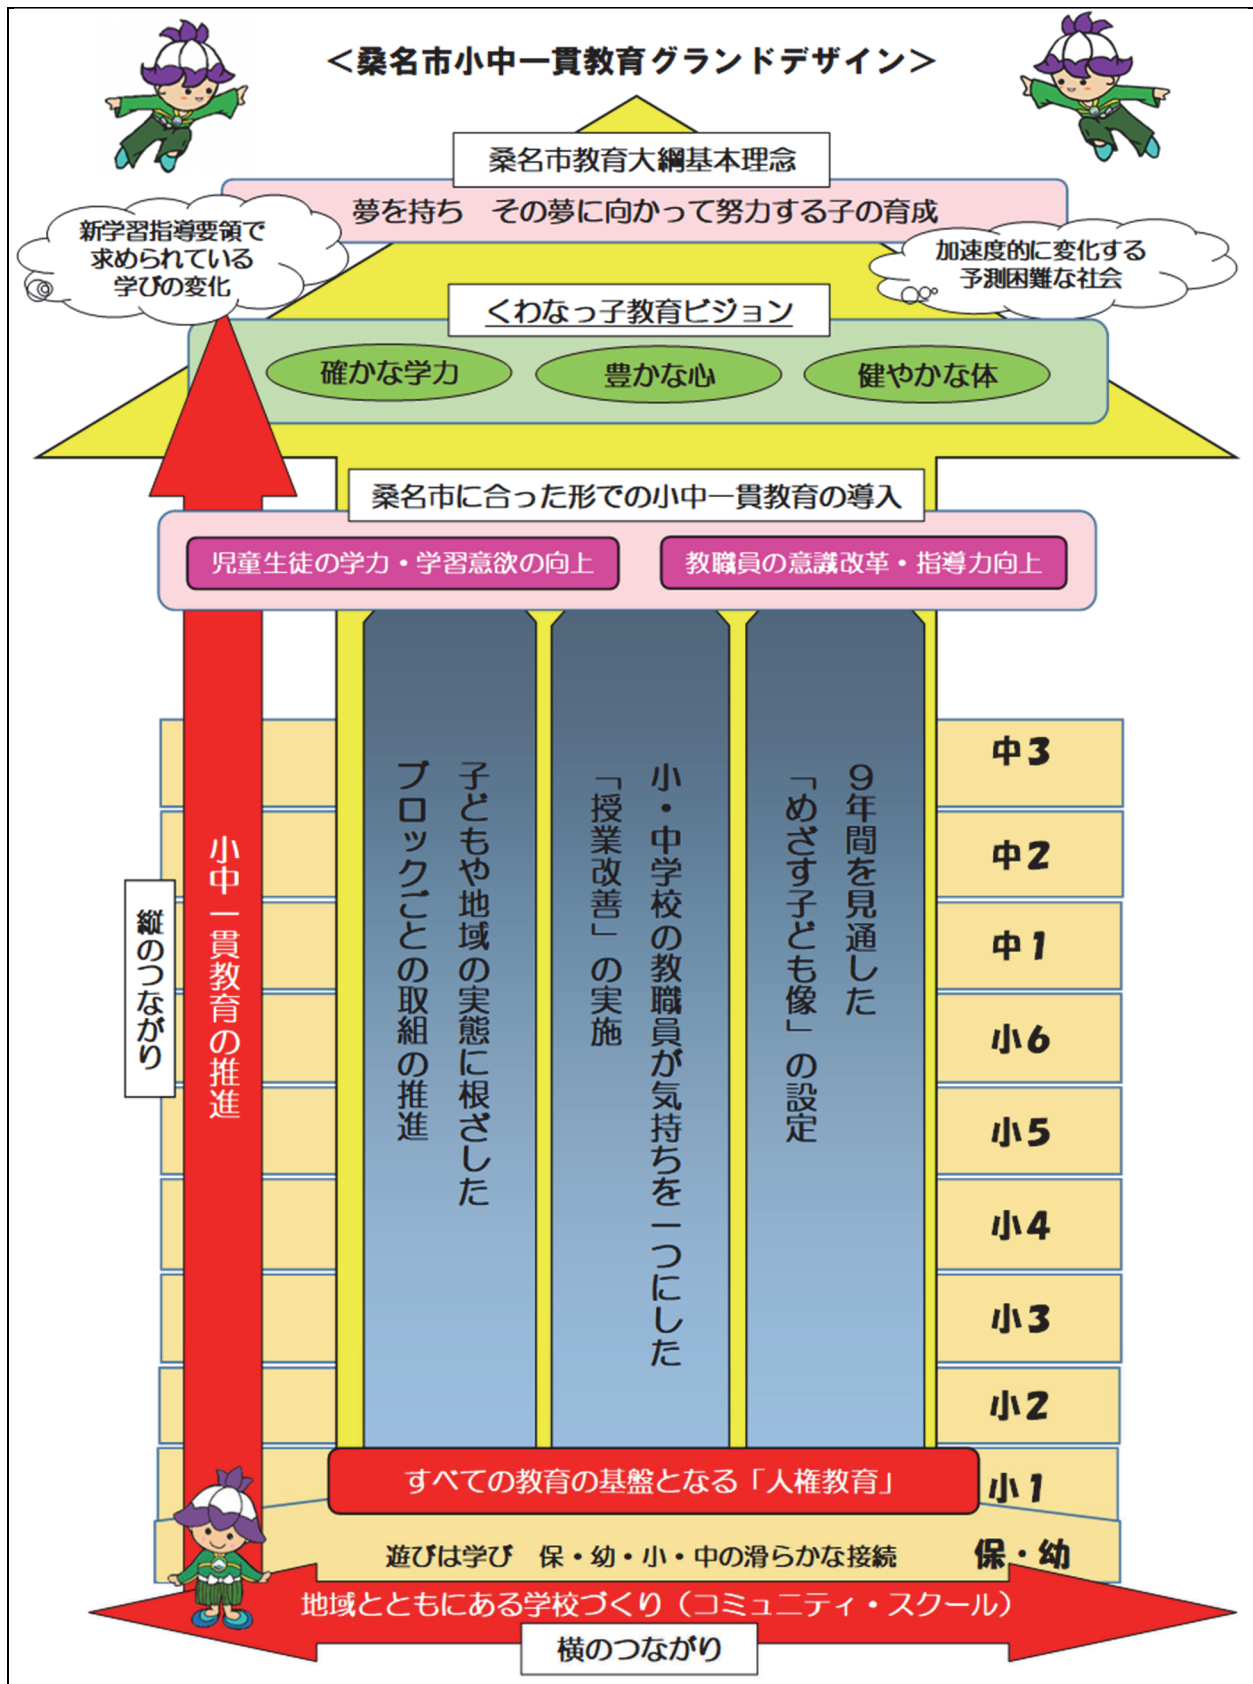 ＜桑名市小中一貫教育グランドデザイン＞
桑名市教育大綱基本理念
夢を持ち　その夢に向かって努力する子の育成
新学習指導要領で
求められている
学びの変化
加速度的に変化する
予測困難な社会
くわなっ子教育ビジョン
確かな学力
豊かな心
健やかな体
桑名市に合った形での小中一貫教育の導入
児童生徒の学力・学習意欲の向上
教職員の意識改革・指導力向上
9年間を見通した
「めざす子ども像」の設定
小・中学校の教職員が気持ちを一つにした
「授業改善」の実施
子どもや地域の実態に根ざした
ブロックごとの取組の推進
小中一貫教育の推進
縦のつながり
中3
中2
中1
小6
小5
小4
小3
小2
小1
すべての教育の基盤となる「人権教育」
遊びは学び　保・幼・小・中の滑らかな接続
保・幼
地域とともにある学校づくり（コミュニティ・スクール）
横のつながり